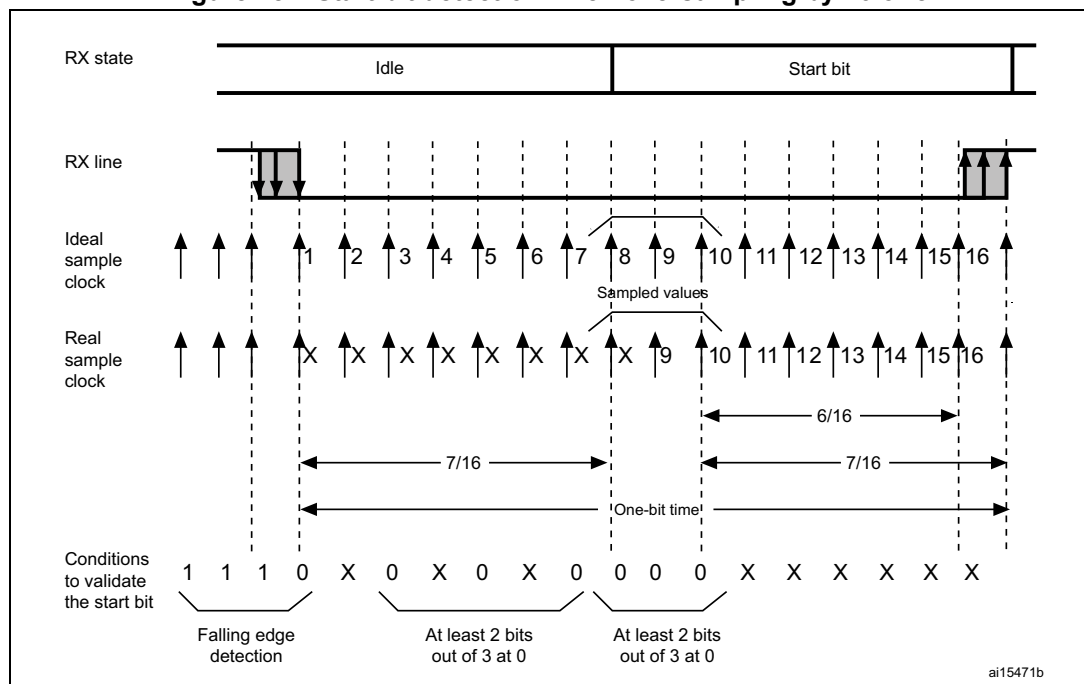 RX state
Idle
Start bit
RX line
Ideal
sample
clock
1 2 3 4 5 6 7 8 9 10 11 12 13 14 15 16
Sampled values
Real
sample
clock
X X X X X X X X 9 10 11 12 13 14 15 16
6/16
7/16
7/16
One-bit time
Conditions
to validate
the start bit
1 1 1 0 X 0 X 0 X 0 0 0 0 X X X X X X
Falling edge
detection
At least 2 bits
out of 3 at 0
At least 2 bits
out of 3 at 0
ai15471b